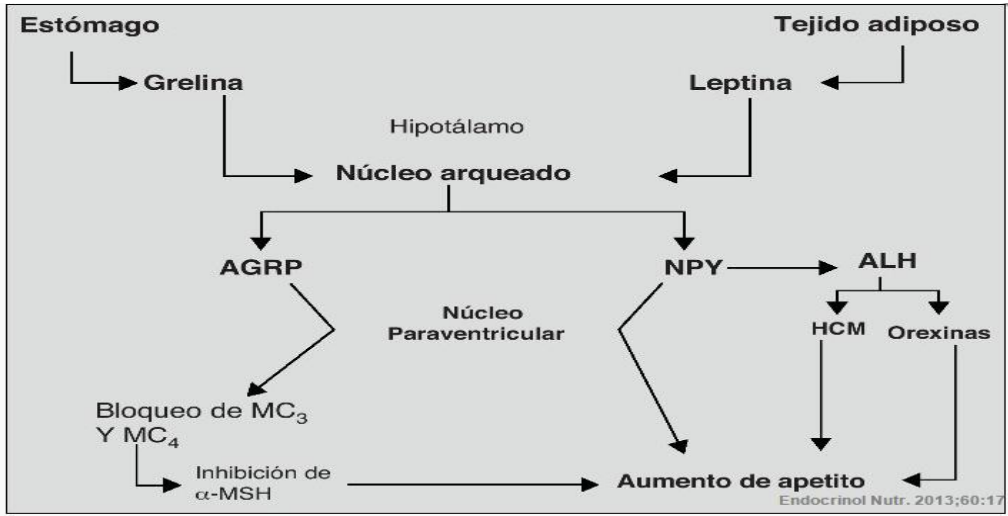 Estómago
Tejido adiposo
Grelina
Leptina
Hipotálamo
Núcleo arqueado
AGRP
NPY
ALH
Núcleo
Paraventricular
HCM
Orexinas
Bloqueo de MC₃
Y MC₄
Inhibición de
α-MSH
Aumento de apetito
Endocrinol Nutr. 2013;60:17